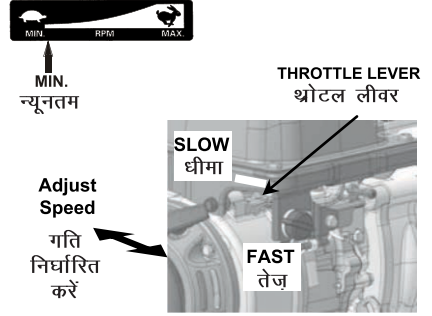 MIN. RPM MAX.
MIN.
न्यूनतम
THROTTLE LEVER
थ्रोटल लीवर
SLOW
धीमा
Adjust
Speed
गति
निर्घारित
करें
FAST
तेज़